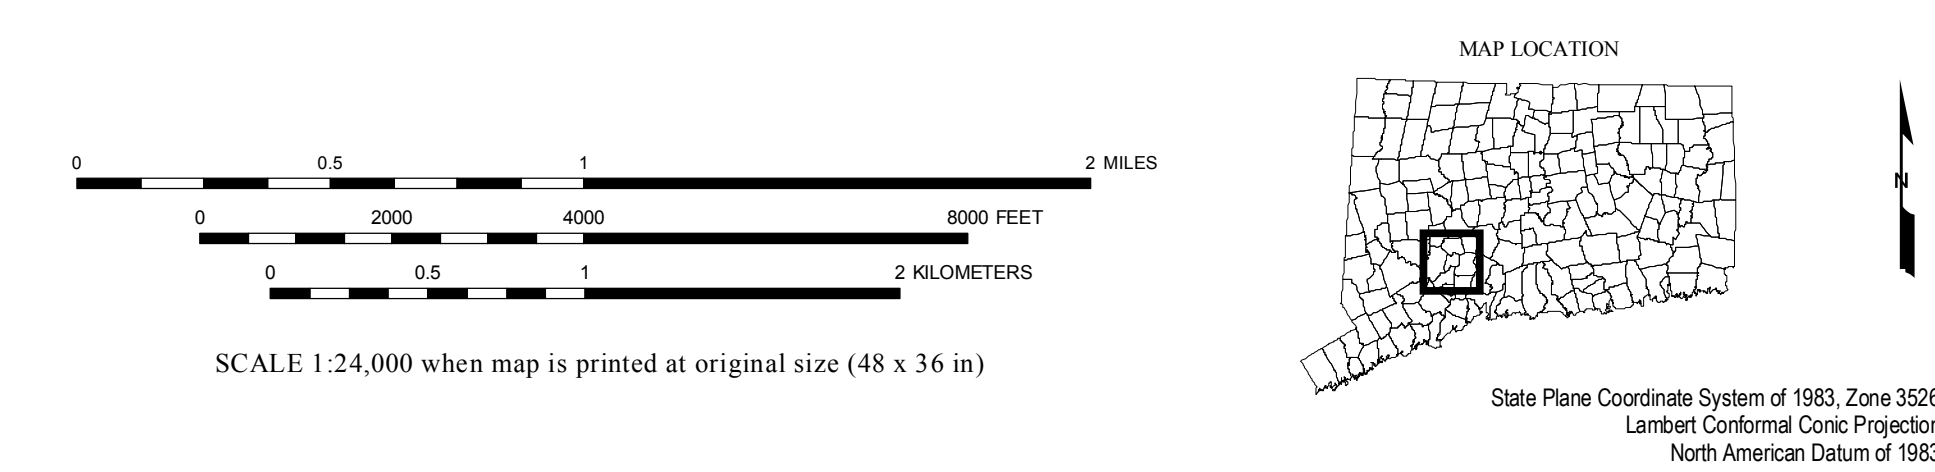 MAP LOCATION
0 0.5 1 2 MILES
0 2000 4000 8000 FEET
0 0.5 1 2 KILOMETERS
SCALE 1:24,000 when map is printed at original size (48 x 36 in)
N
State Plane Coordinate System of 1983, Zone 3526
Lambert Conformal Conic Projection
North American Datum of 1983